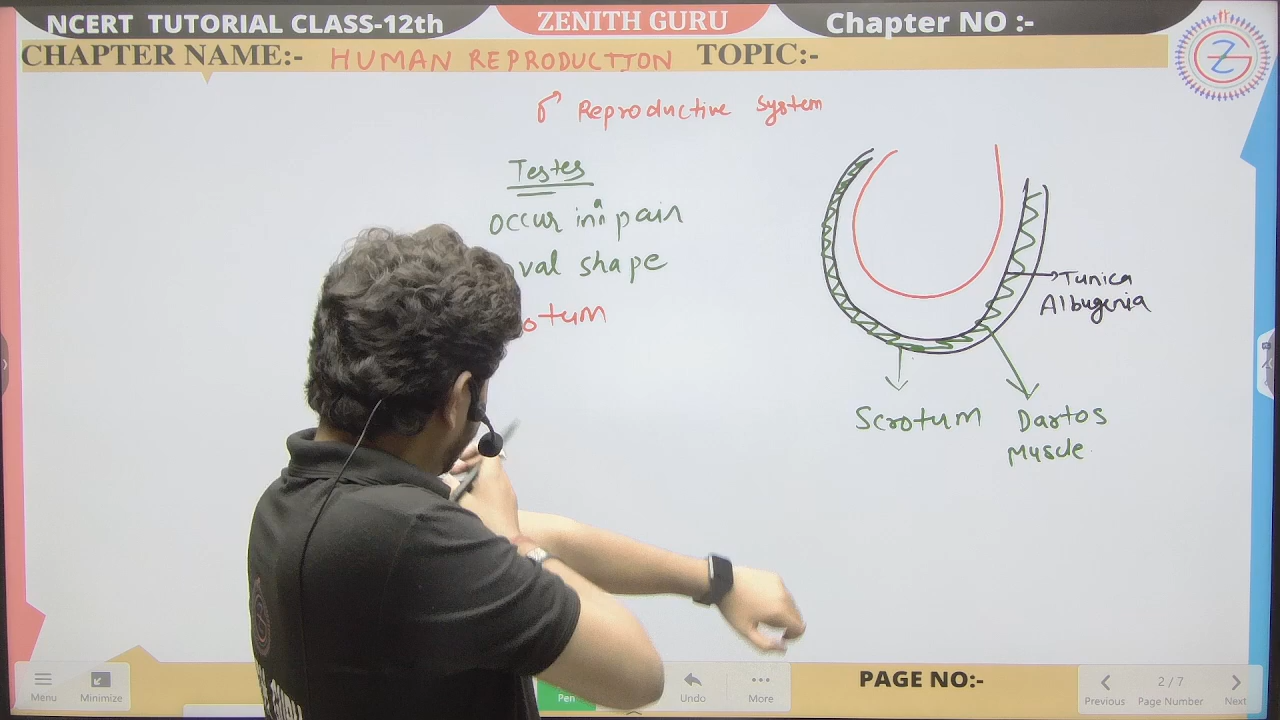 NCERT TUTORIAL CLASS-12th
ZENITH GURU
Chapter NO :-
CHAPTER NAME:- HUMAN REPRODUCTION TOPIC:-
♂ Reproductive System
Testes
occur in a pair
val shape
otum
Tunica
Albugenia
Scrotum
Dartos
Muscle
PAGE NO:-
Menu
Minimize
Pen
Undo
More
Previous
2 / 7
Page Number
Next